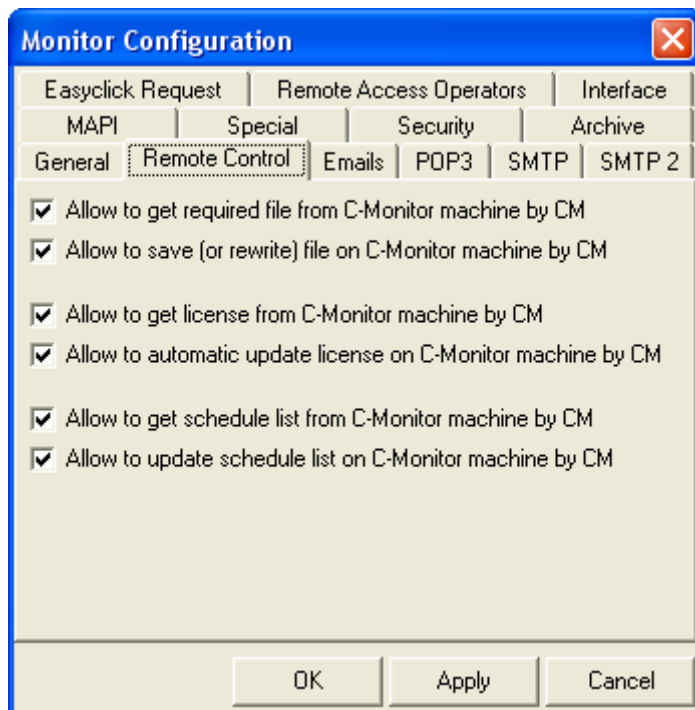 Monitor Configuration
Easyclick Request Remote Access Operators Interface
MAPI Special Security Archive
General Remote Control Emails POP3 SMTP SMTP 2
Allow to get required file from C-Monitor machine by CM
Allow to save (or rewrite) file on C-Monitor machine by CM
Allow to get license from C-Monitor machine by CM
Allow to automatic update license on C-Monitor machine by CM
Allow to get schedule list from C-Monitor machine by CM
Allow to update schedule list on C-Monitor machine by CM
OK Apply Cancel